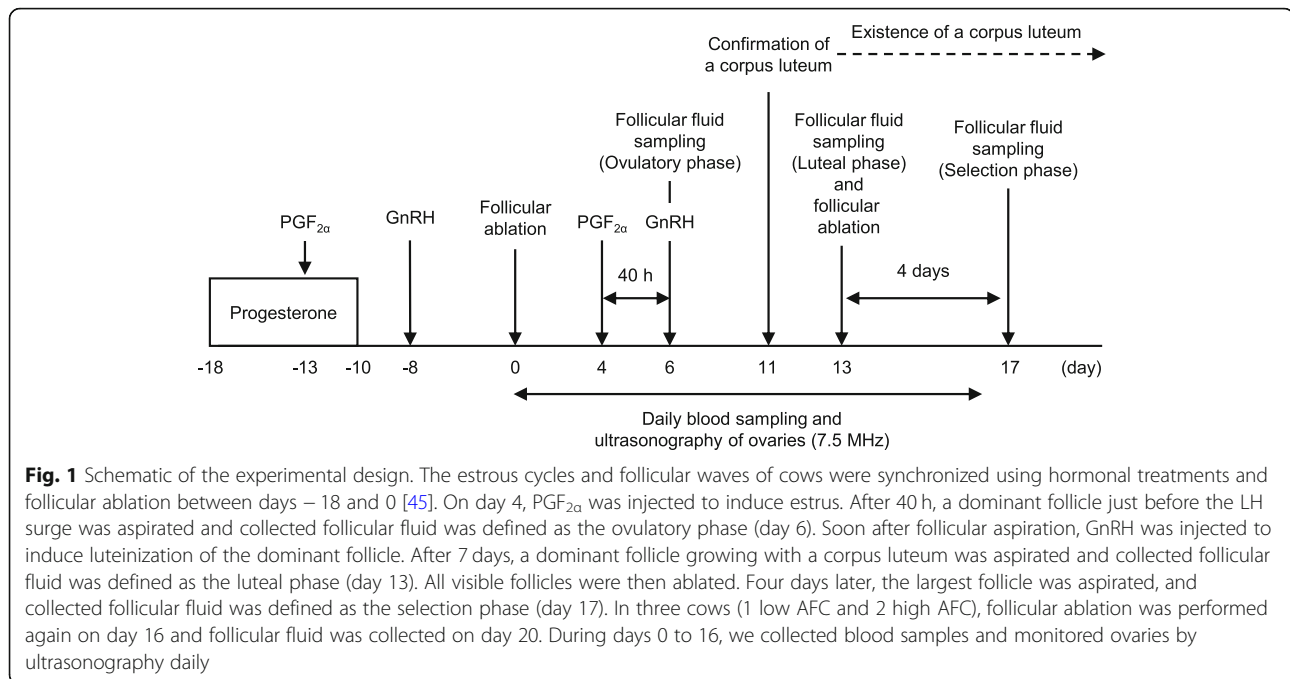 Existence of a corpus luteum
Confirmation of
a corpus luteum
Follicular fluid
sampling
(Ovulatory phase)
Follicular fluid
sampling
(Luteal phase)
and
follicular
ablation
Follicular fluid
sampling
(Selection phase)
PGF2α
GnRH
Follicular
ablation
PGF2α
GnRH
40 h
4 days
Progesterone
-18
-13
-10
-8
0
4
6
11
13
17
(day)
Daily blood sampling and
ultrasonography of ovaries (7.5 MHz)
Fig. 1 Schematic of the experimental design. The estrous cycles and follicular waves of cows were synchronized using hormonal treatments and
follicular ablation between days − 18 and 0 [45]. On day 4, PGF2α was injected to induce estrus. After 40 h, a dominant follicle just before the LH
surge was aspirated and collected follicular fluid was defined as the ovulatory phase (day 6). Soon after follicular aspiration, GnRH was injected to
induce luteinization of the dominant follicle. After 7 days, a dominant follicle growing with a corpus luteum was aspirated and collected follicular
fluid was defined as the luteal phase (day 13). All visible follicles were then ablated. Four days later, the largest follicle was aspirated, and
collected follicular fluid was defined as the selection phase (day 17). In three cows (1 low AFC and 2 high AFC), follicular ablation was performed
again on day 16 and follicular fluid was collected on day 20. During days 0 to 16, we collected blood samples and monitored ovaries by
ultrasonography daily